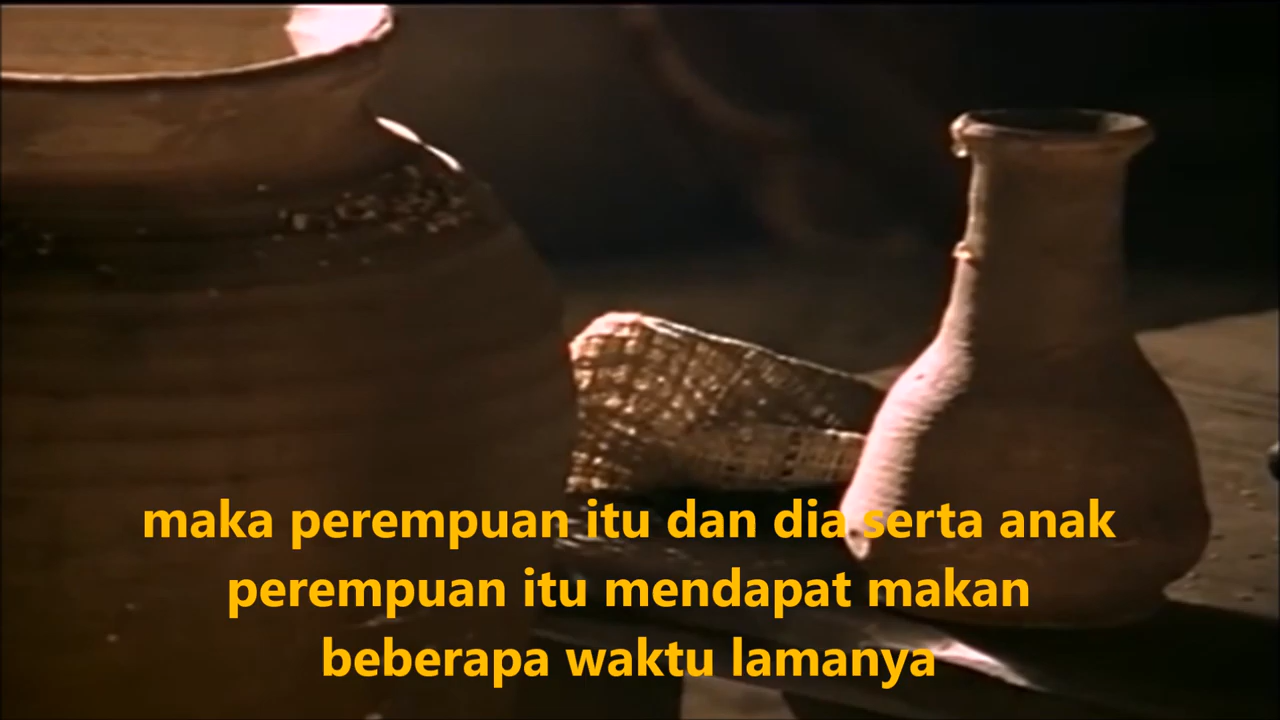 maka perempuan itu dan dia serta anak
perempuan itu mendapat makan
beberapa waktu lamanya